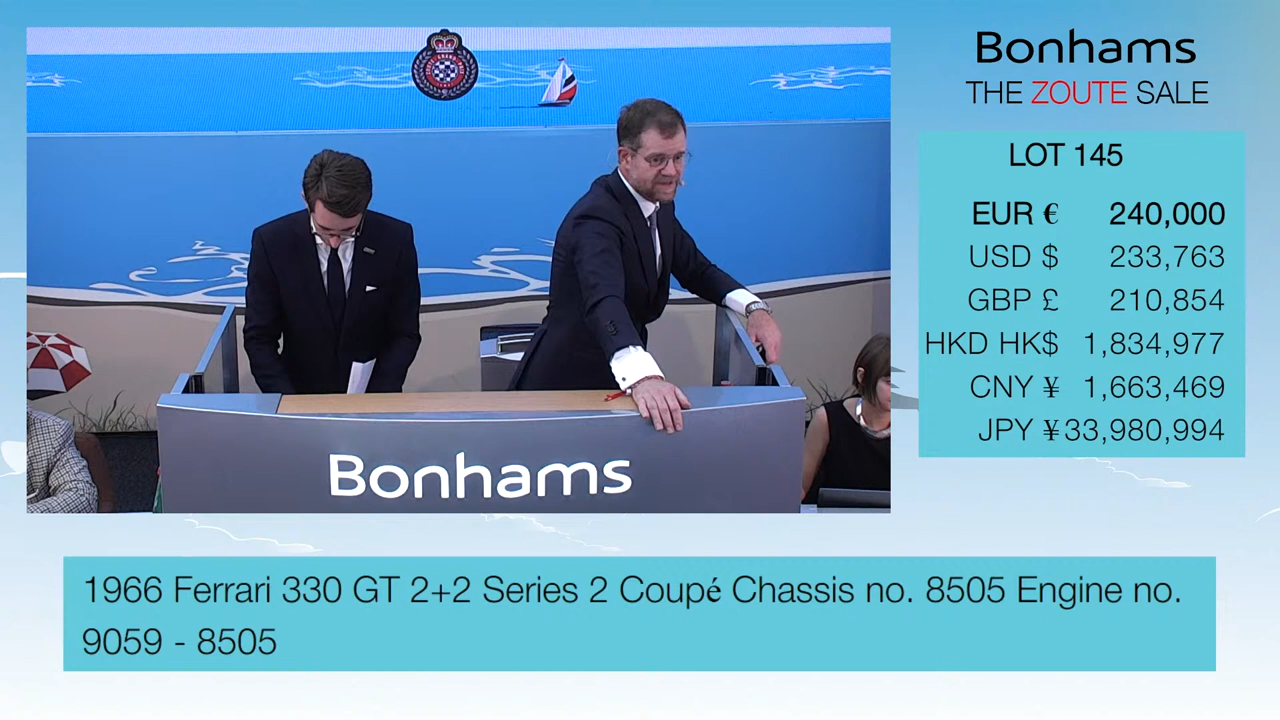 Bonhams
THE ZOUTE SALE
LOT 145
EUR € 240,000
USD $ 233,763
GBP £ 210,854
HKD HK$ 1,834,977
CNY ¥ 1,663,469
JPY ¥33,980,994
Bonhams
1966 Ferrari 330 GT 2+2 Series 2 Coupé Chassis no. 8505 Engine no.
9059 - 8505